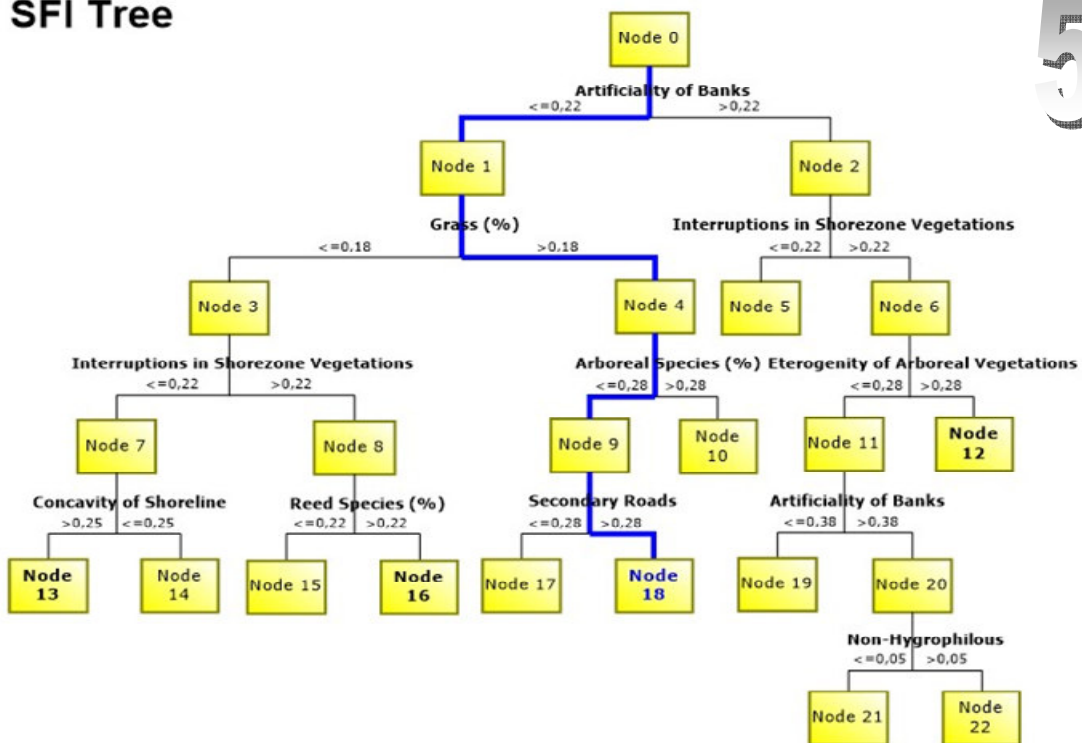 SFI Tree
5
Node 0
Artificiality of Banks
<=0,22 >0,22
Node 1 Node 2
Grass (%) Interruptions in Shorezone Vegetations
<=0,18 >0,18 <=0,22 >0,22
Node 3 Node 4 Node 5 Node 6
Interruptions in Shorezone Vegetations Arboreal Species (%) Eterogenity of Arboreal Vegetations
<=0,22 >0,22 <=0,28 >0,28 <=0,28 >0,28
Node 7 Node 8 Node 9 Node
10 Node 11 Node
12
Concavity of Shoreline Reed Species (%) Secondary Roads Artificiality of Banks
>0,25 <=0,25 <=0,22 >0,22 <=0,28 >0,28 <=0,38 >0,38
Node
13 Node
14 Node 15 Node
16 Node 17 Node
18 Node 19 Node 20
Non-Hygrophilous
<=0,05 >0,05
Node 21 Node
22